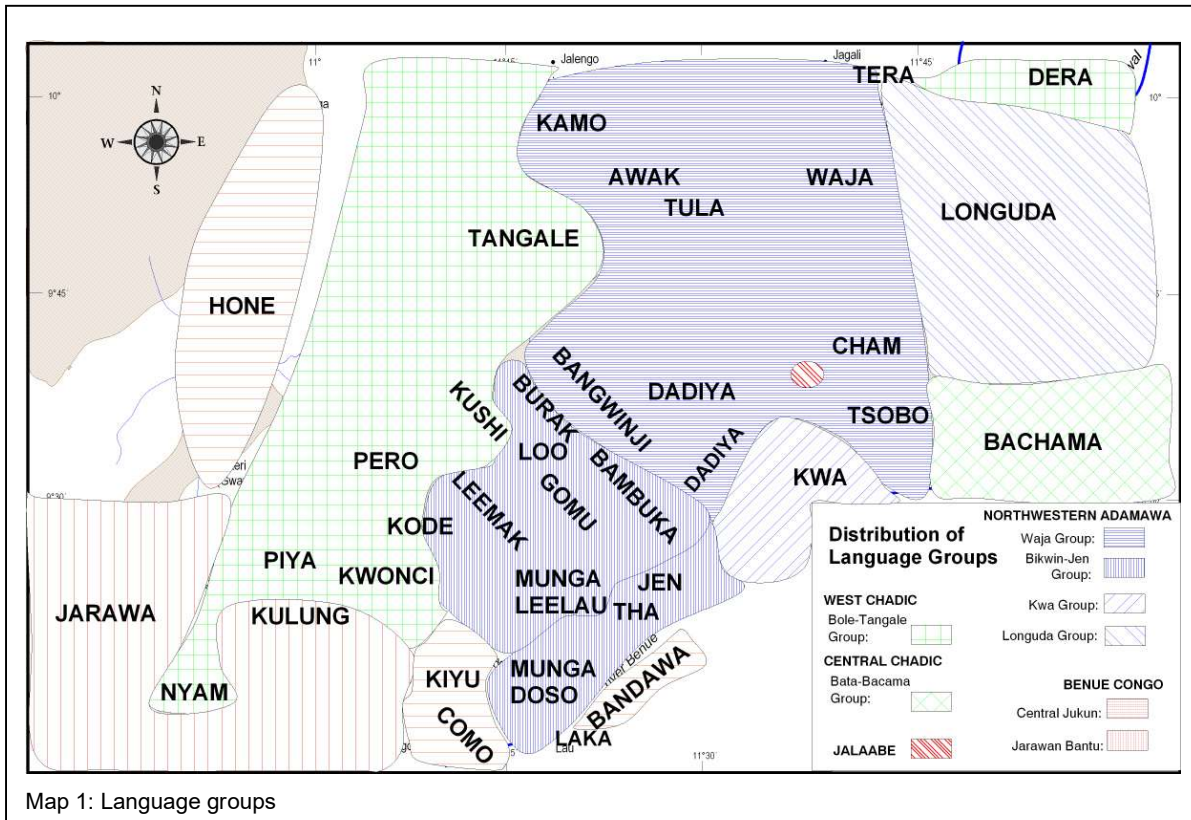 Jalengo
Jagali
11°
11°45
11°45
val
TERA
DERA
N
W
E
S
10°
10°
KAMO
AWAK
WAJA
TULA
LONGUDA
TANGALE
9°45
HONE
CHAM
BANGWINJI
BURAK
DADIYA
KUSHI
TSOBO
LOO
BACHAMA
PERO
BAMBUKA
DADIYA
KWA
GOMU
LEEMAK
9°30
KODE
PIYA
KWONCI
MUNGA
LEELAU
JEN
THA
JARAWA
KULUNG
River Benue
KIYU
MUNGA
DOSO
BANDAWA
NYAM
COMO
LAKA
Lau
11°30
Distribution of
Language Groups
WEST CHADIC
Bole-Tangale
Group:
CENTRAL CHADIC
Bata-Bacama
Group:
JALAABE
NORTHWESTERN ADAMAWA
Waja Group:
Bikwin-Jen
Group:
Kwa Group:
Longuda Group:
BENUE CONGO
Central Jukun:
Jarawan Bantu:
Map 1: Language groups